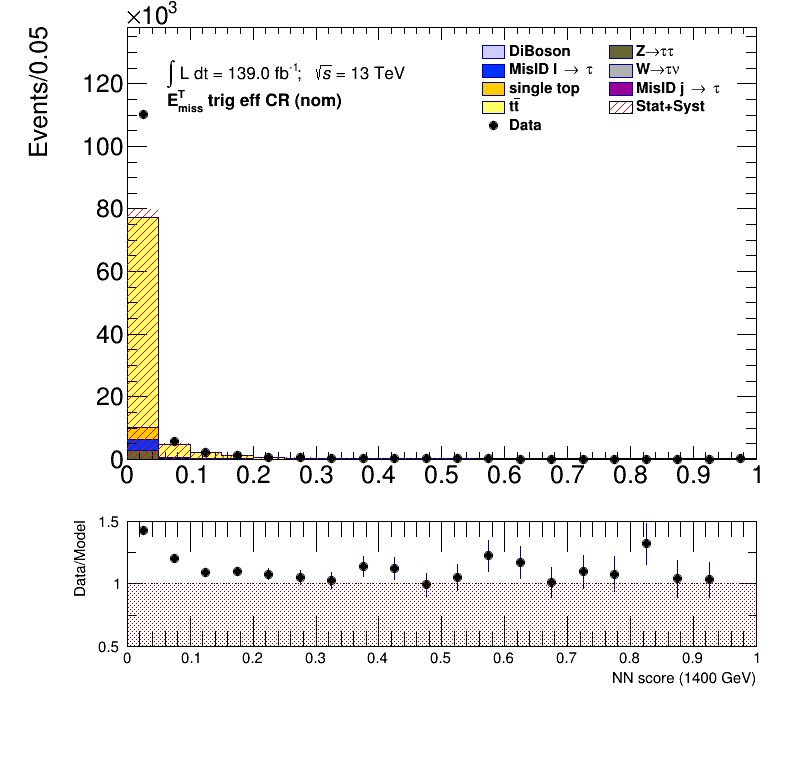 ×10³
Events/0.05
120
100
80
60
40
20
0
∫ L dt = 139.0 fb⁻¹; √s = 13 TeV
E^T_miss trig eff CR (nom)
DiBoson
MisID l → τ
single top
tt̄
Data
Z→ττ
W→τν
MisID j → τ
Stat+Syst
0 0.1 0.2 0.3 0.4 0.5 0.6 0.7 0.8 0.9 1
Data/Model
1.5
1
0.5
0 0.1 0.2 0.3 0.4 0.5 0.6 0.7 0.8 0.9 1
NN score (1400 GeV)